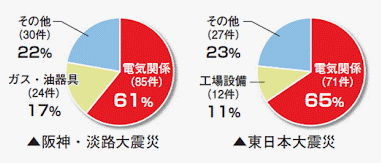 その他
(30件)
22%
ガス・油器具
(24件)
17%
電気関係
(85件)
61%
▲阪神・淡路大震災
その他
(27件)
23%
工場設備
(12件)
11%
電気関係
(71件)
65%
▲東日本大震災